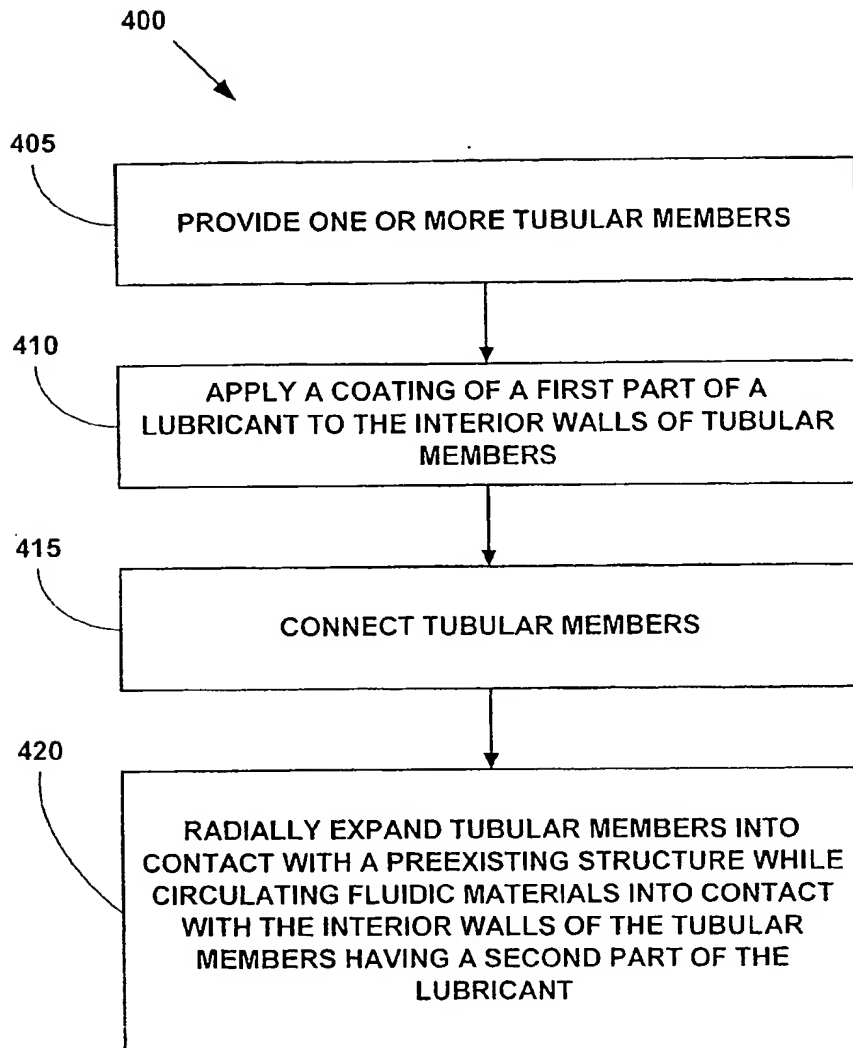 400
405
PROVIDE ONE OR MORE TUBULAR MEMBERS
410
APPLY A COATING OF A FIRST PART OF A
LUBRICANT TO THE INTERIOR WALLS OF TUBULAR
MEMBERS
415
CONNECT TUBULAR MEMBERS
420
RADIALLY EXPAND TUBULAR MEMBERS INTO
CONTACT WITH A PREEXISTING STRUCTURE WHILE
CIRCULATING FLUIDIC MATERIALS INTO CONTACT
WITH THE INTERIOR WALLS OF THE TUBULAR
MEMBERS HAVING A SECOND PART OF THE
LUBRICANT